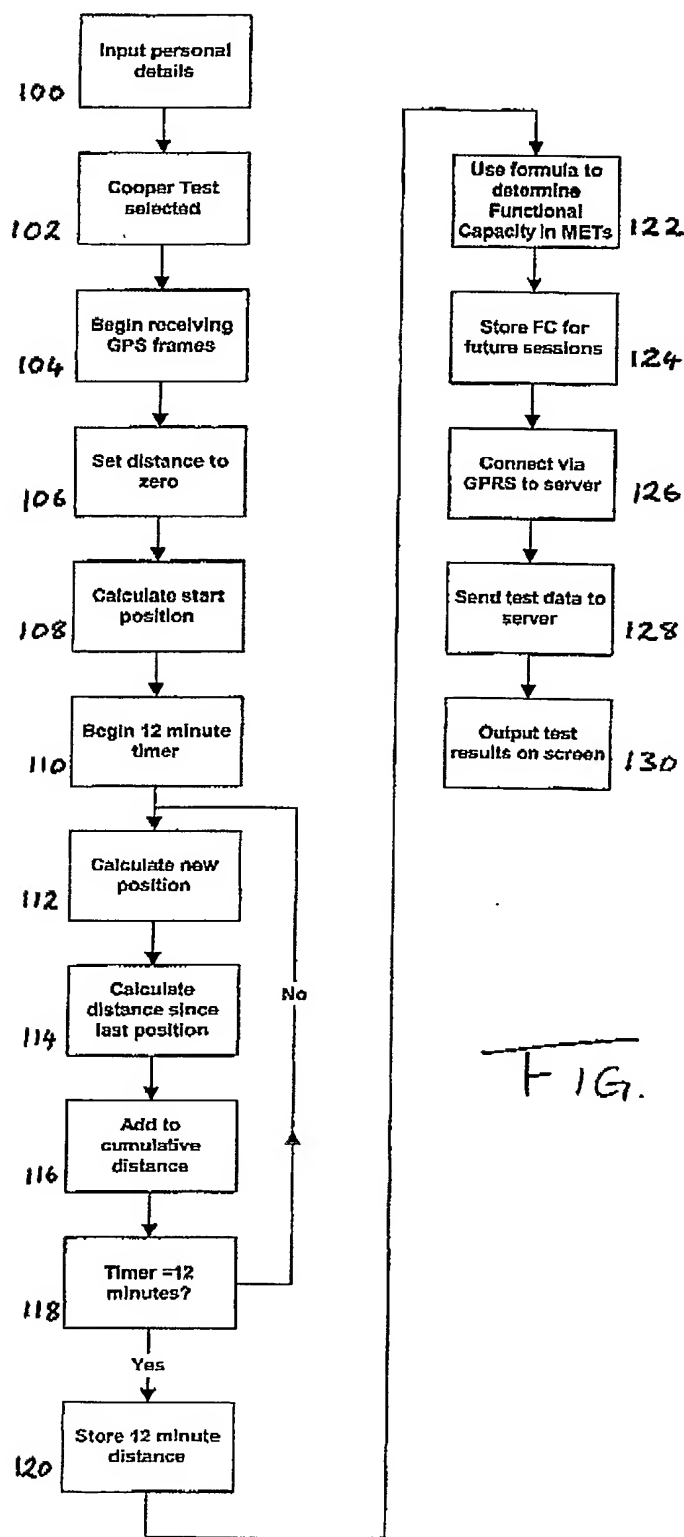 Input personal
details
100
Cooper Test
selected
102
Begin receiving
GPS frames
104
Set distance to
zero
106
Calculate start
position
108
Begin 12 minute
timer
110
Calculate new
position
112
Calculate
distance since
last position
114
No
Add to
cumulative
distance
116
Timer =12
minutes?
118
Yes
Store 12 minute
distance
120
Use formula to
determine
Functional
Capacity in METs
122
Store FC for
future sessions
124
Connect via
GPRS to server
126
Send test data to
server
128
Output test
results on screen
130
FIG.